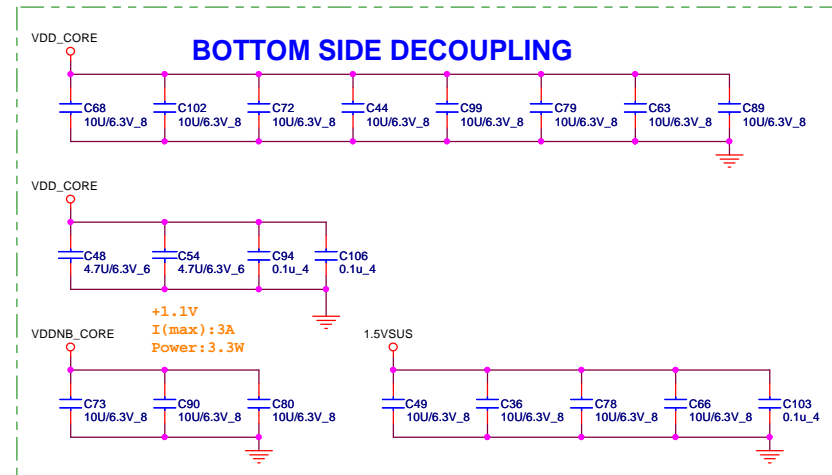 BOTTOM SIDE DECOUPLING
VDD_CORE
C68 C102 C72 C44 C99 C79 C63 C89
10U/6.3V_8 10U/6.3V_8 10U/6.3V_8 10U/6.3V_8 10U/6.3V_8 10U/6.3V_8 10U/6.3V_8 10U/6.3V_8
VDD_CORE
C48 C54 C94 C106
4.7U/6.3V_6 4.7U/6.3V_6 0.1u_4 0.1u_4
+1.1V
I(max):3A
Power:3.3W
VDDNB_CORE
C73 C90 C80
10U/6.3V_8 10U/6.3V_8 10U/6.3V_8
1.5VSUS
C49 C36 C78 C66 C103
10U/6.3V_8 10U/6.3V_8 10U/6.3V_8 10U/6.3V_8 0.1u_4